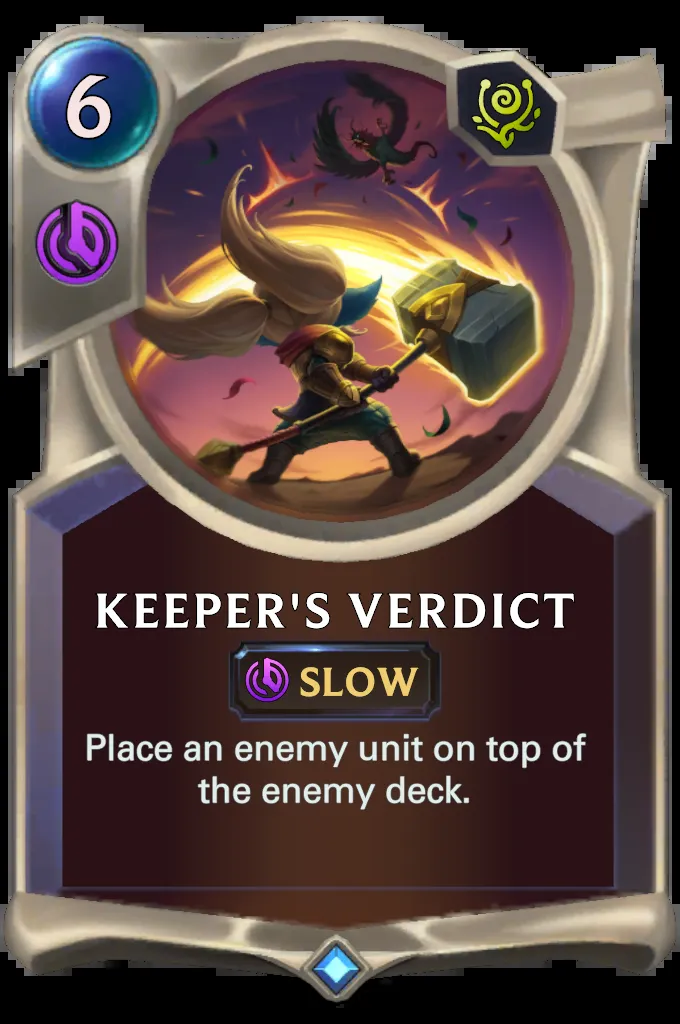 6
KEEPER'S VERDICT
SLOW
Place an enemy unit on top of
the enemy deck.